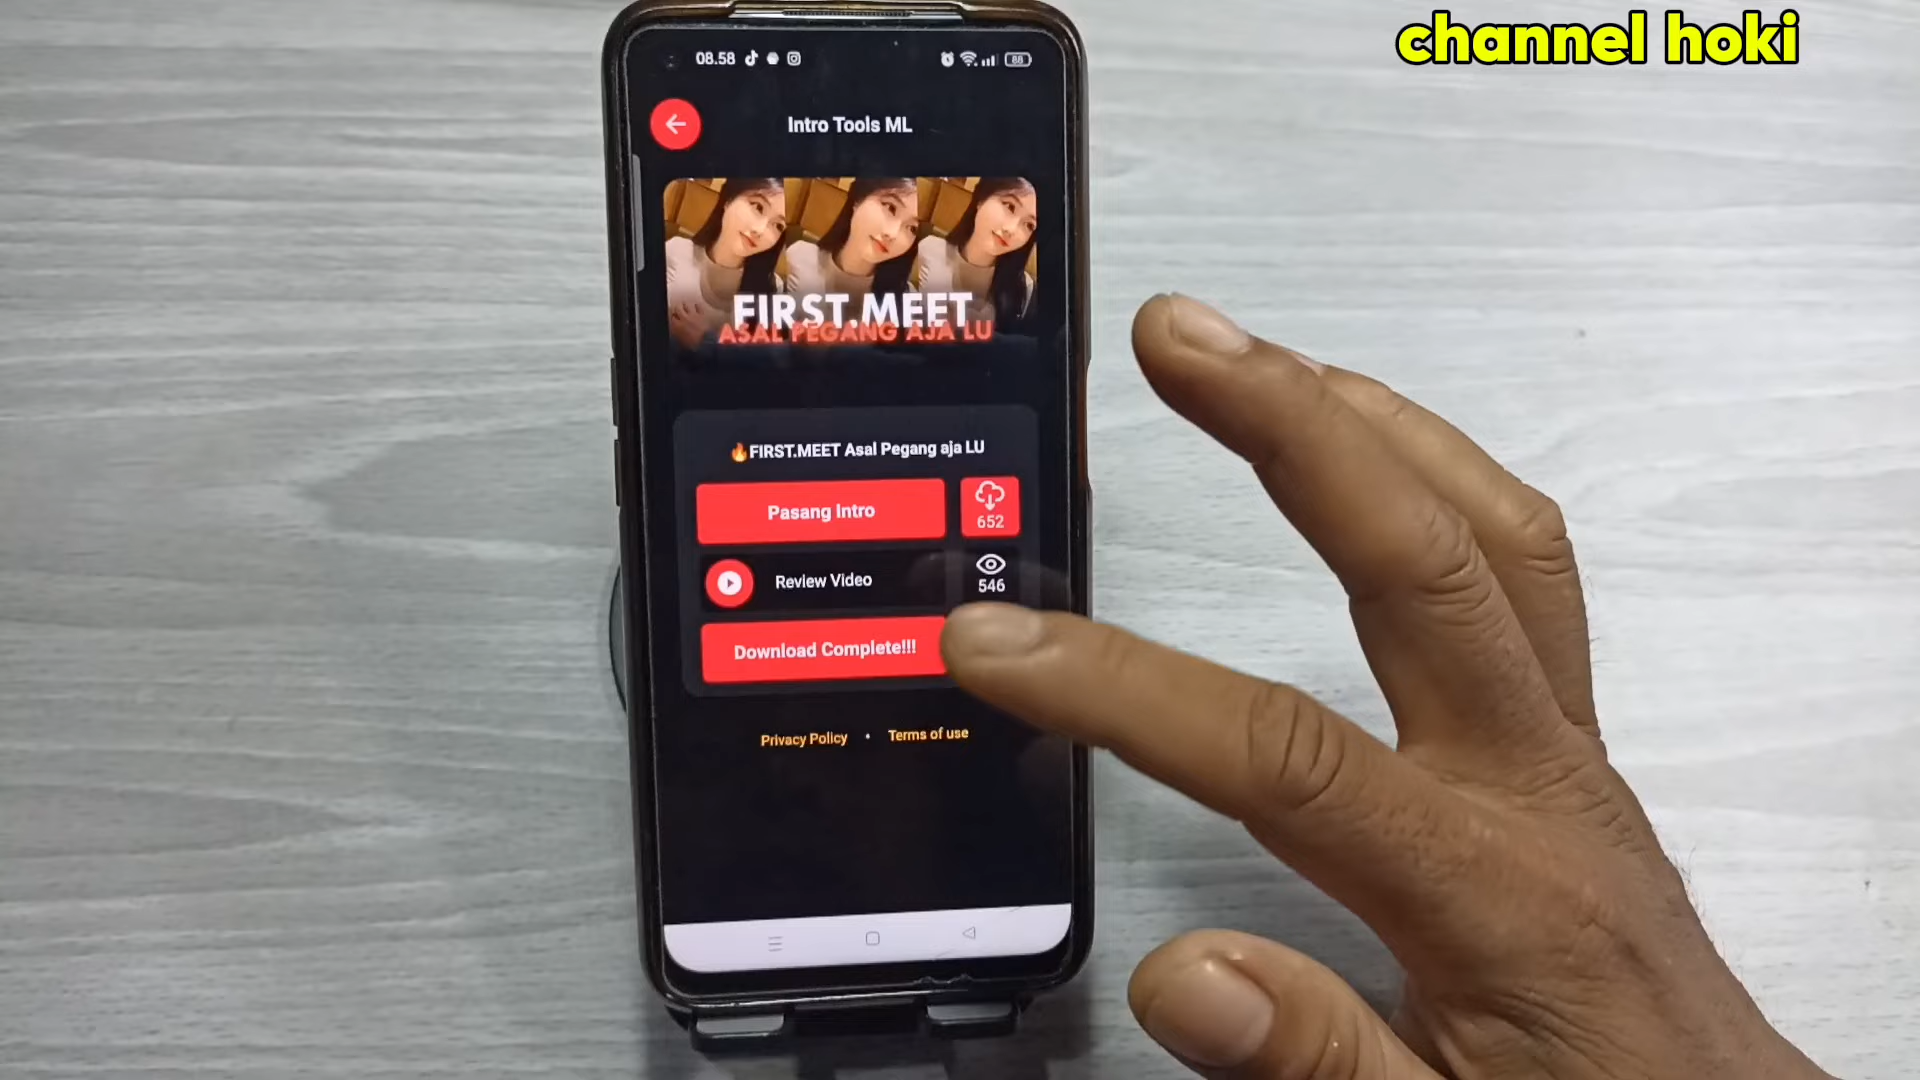 channel hoki
08.58
88
Intro Tools ML
FIRST.MEET
ASAL PEGANG AJA LU
🔥FIRST.MEET Asal Pegang aja LU
Pasang Intro
652
Review Video
546
Download Complete!!!
Privacy Policy • Terms of use